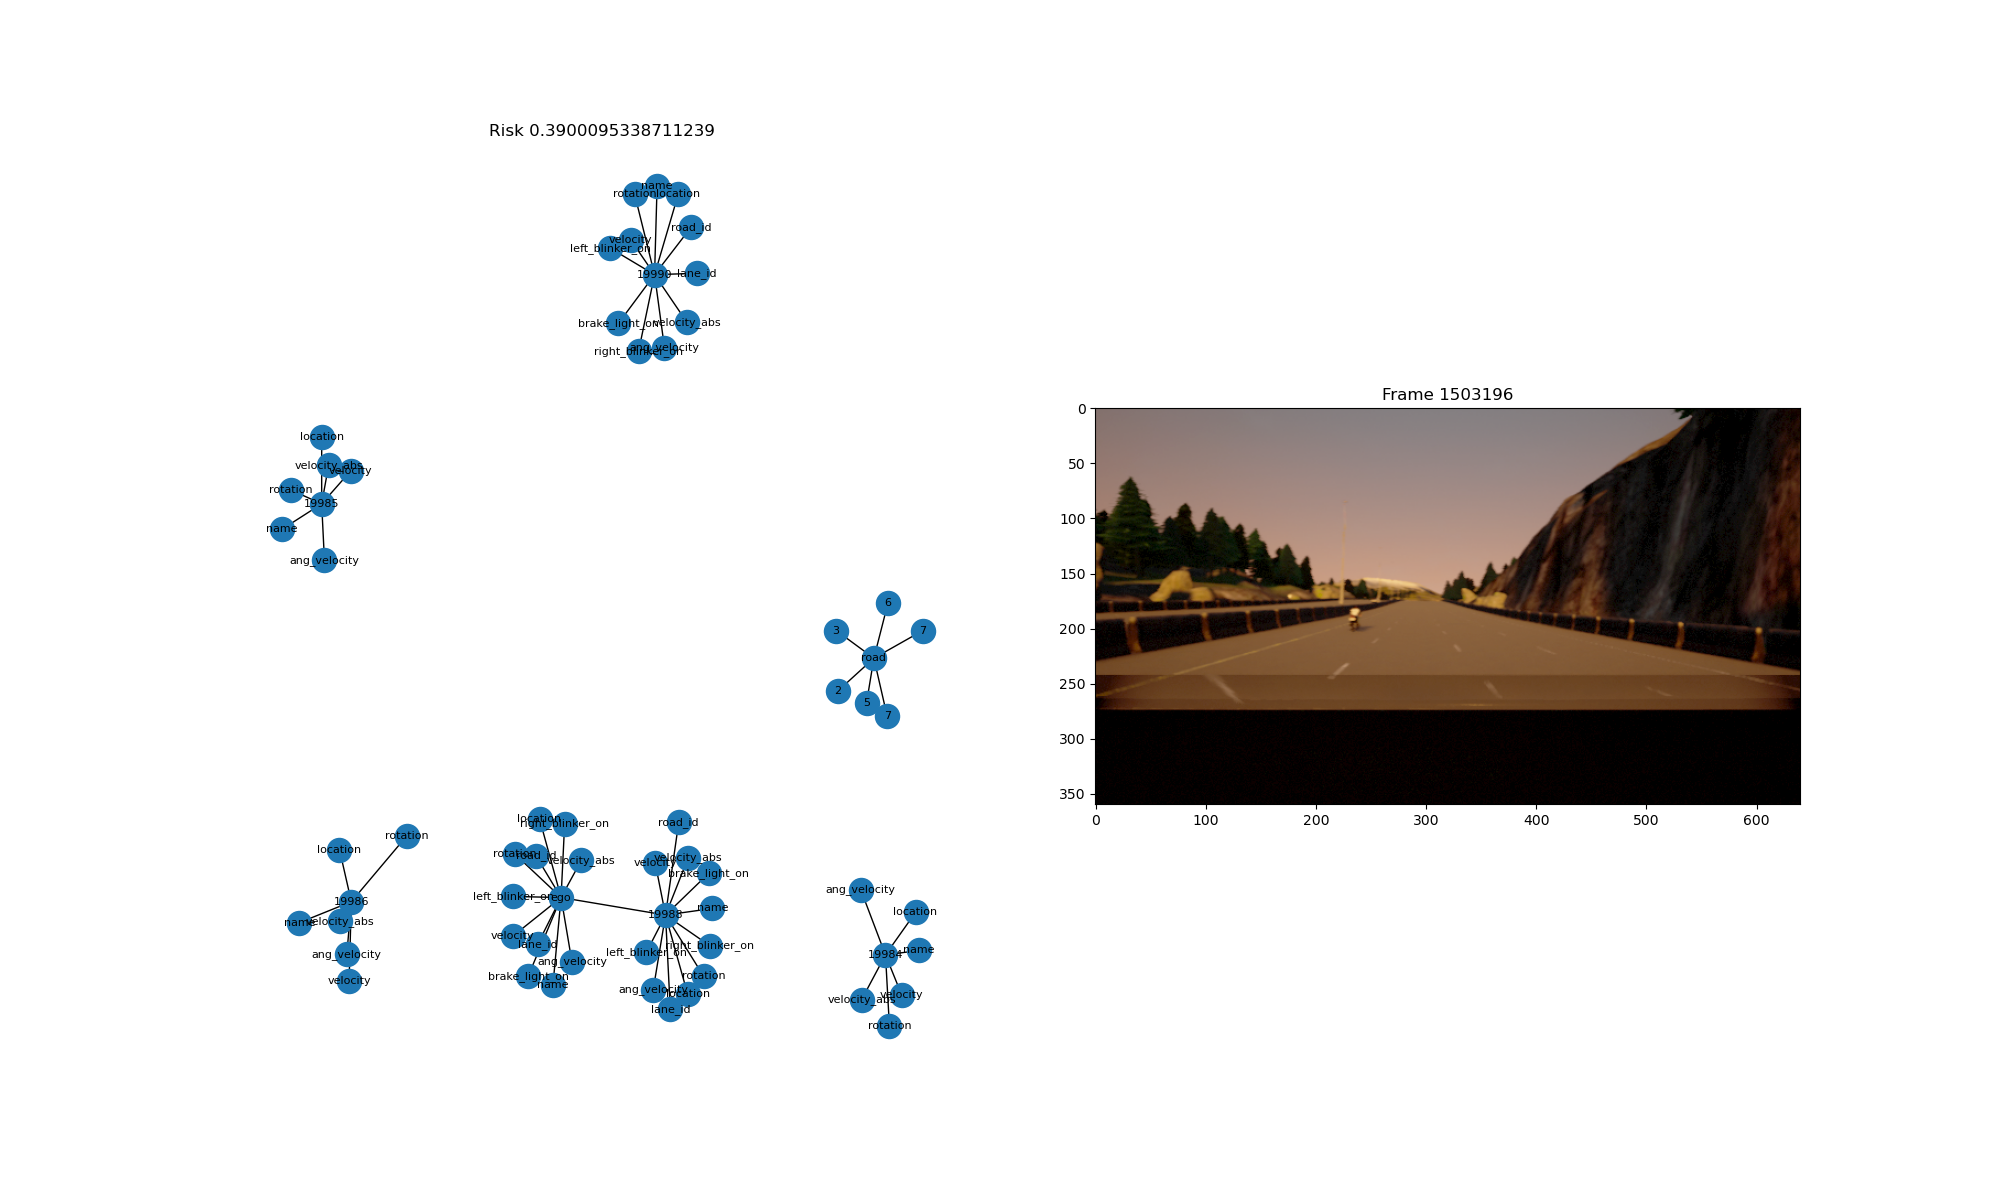 Risk 0.3900095338711239
name
rotation
location
road_id
velocity
left_blinker_on
19990
lane_id
brake_light_on
velocity_abs
ang_velocity
right_blinker_on
location
velocity_abs
velocity
rotation
19985
name
ang_velocity
6
3
7
road
2
5
7
rotation
location
19986
name
velocity_abs
ang_velocity
velocity
location
right_blinker_on
rotation
road_id
velocity_abs
left_blinker_on
ego
velocity
lane_id
ang_velocity
brake_light_on
name
road_id
velocity_abs
velocity
brake_light_on
name
19988
right_blinker_on
left_blinker_on
rotation
ang_velocity
location
lane_id
ang_velocity
location
19984
name
velocity_abs
velocity
rotation
Frame 1503196
0
50
100
150
200
250
300
350
0
100
200
300
400
500
600